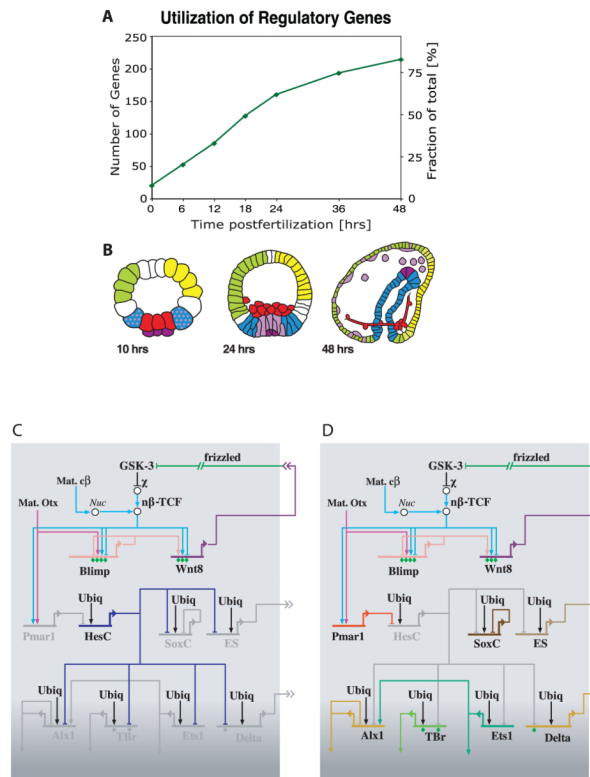 A Utilization of Regulatory Genes
250
200
150
100
50
0
Number of Genes
75
50
25
0
Fraction of total [%]
0 6 12 18 24 36 48
Time postfertilization [hrs]
B
10 hrs 24 hrs 48 hrs
C
GSK-3 frizzled
χ
Mat. cβ
Nuc nβ-TCF
Mat. Otx
Blimp Wnt8
Ubiq Ubiq Ubiq
Pmar1 HesC SoxC ES
Ubiq Ubiq Ubiq Ubiq
Alx1 TBr Ets1 Delta
D
GSK-3 frizzled
χ
Mat. cβ
Nuc nβ-TCF
Mat. Otx
Blimp Wnt8
Ubiq Ubiq Ubiq
Pmar1 HesC SoxC ES
Ubiq Ubiq Ubiq Ubiq
Alx1 TBr Ets1 Delta